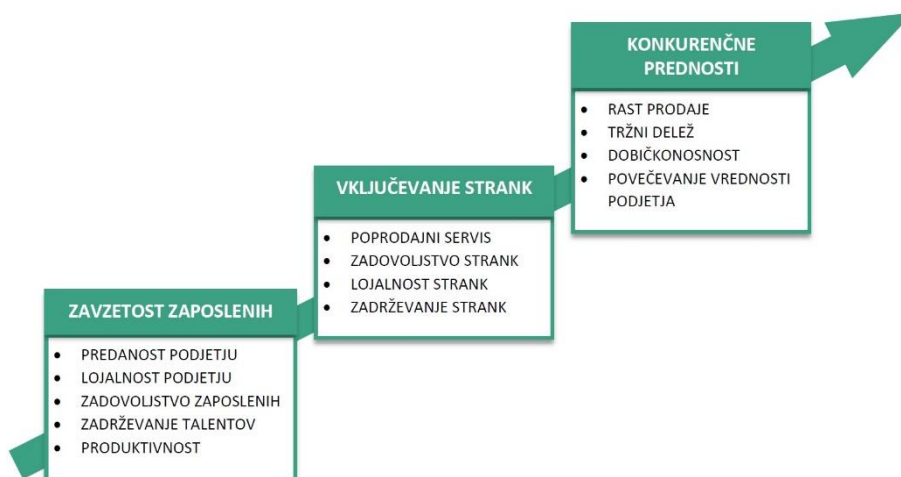 ZAVZETOST ZAPOSLENIH
• PREDANOST PODJETJU
• LOJALNOST PODJETJU
• ZADOVOLJSTVO ZAPOSLENIH
• ZADRŽEVANJE TALENTOV
• PRODUKTIVNOST
VKLJUČEVANJE STRANK
• POPRODAJNI SERVIS
• ZADOVOLJSTVO STRANK
• LOJALNOST STRANK
• ZADRŽEVANJE STRANK
KONKURENČNE
PREDNOSTI
• RAST PRODAJE
• TRŽNI DELEŽ
• DOBIČKONOSNOST
• POVEČEVANJE VREDNOSTI
PODJETJA